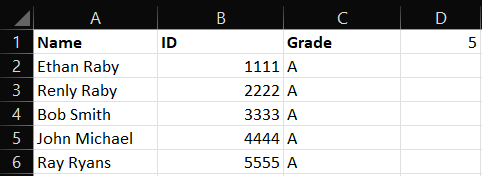 A B C D
1 Name ID Grade 5
2 Ethan Raby 1111 A
3 Renly Raby 2222 A
4 Bob Smith 3333 A
5 John Michael 4444 A
6 Ray Ryans 5555 A